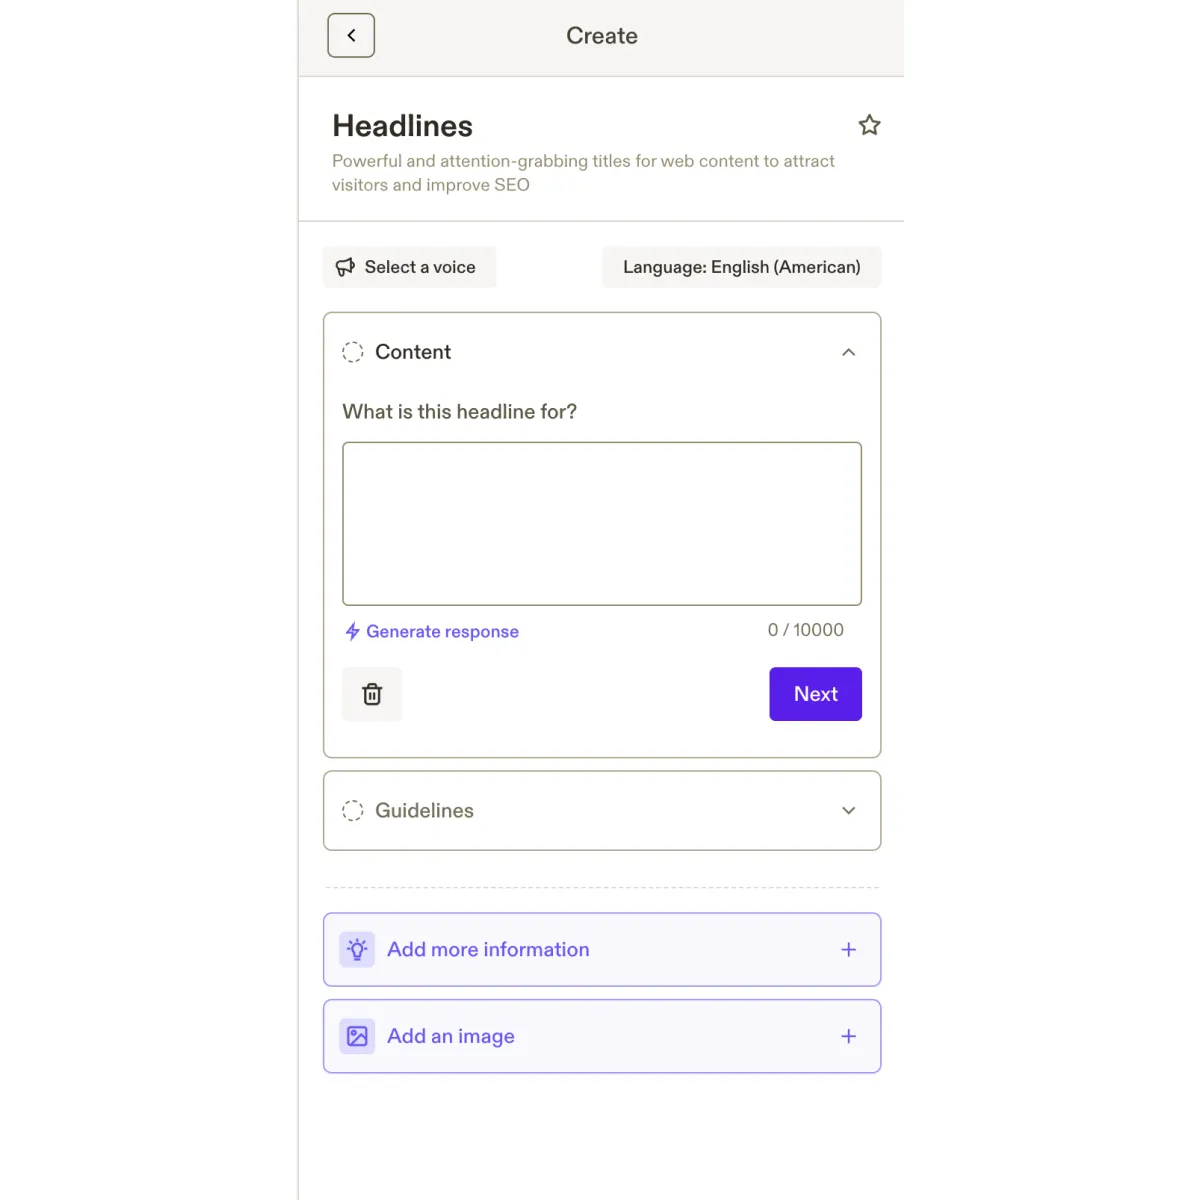 Create
Headlines
Powerful and attention-grabbing titles for web content to attract
visitors and improve SEO
Select a voice
Language: English (American)
Content
What is this headline for?
Generate response
0 / 10000
Next
Guidelines
Add more information
Add an image